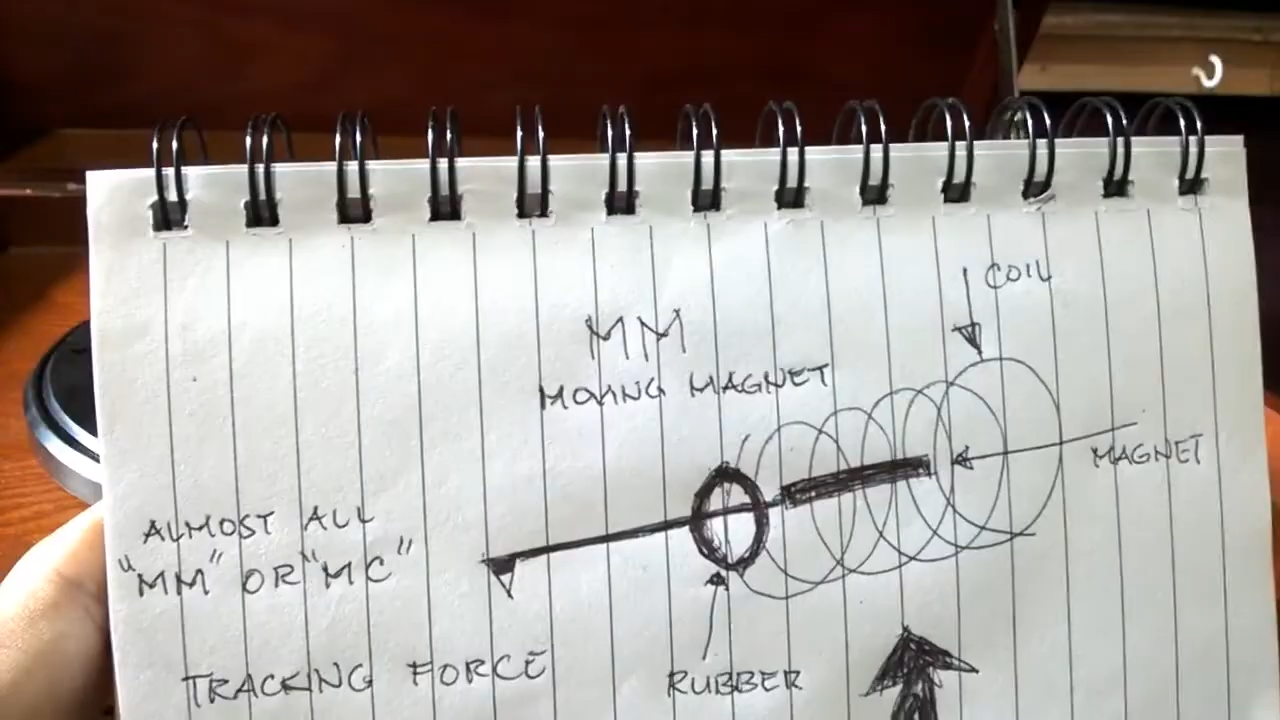 COIL
MM
MOVING MAGNET
MAGNET
ALMOST ALL
"MM" OR "MC"
TRACKING FORCE
RUBBER